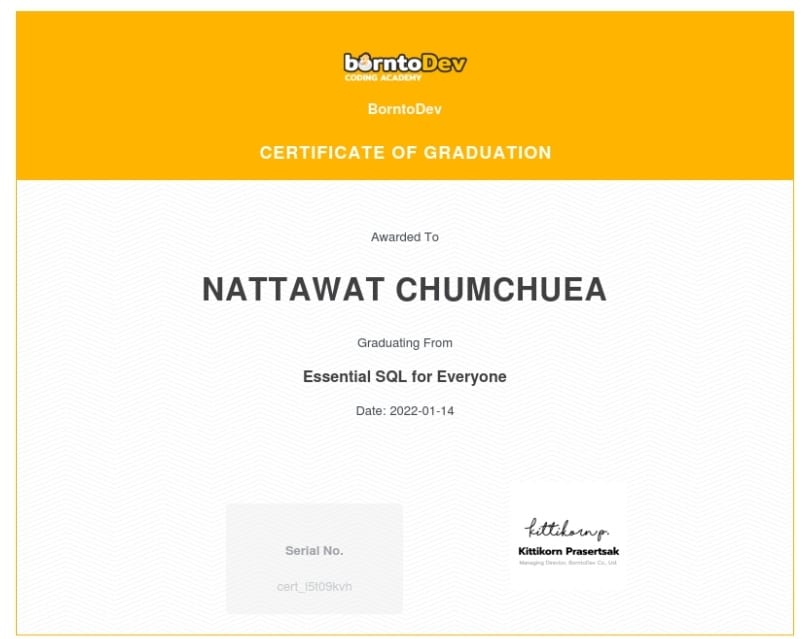 borntoDev
CODING ACADEMY
BorntoDev
CERTIFICATE OF GRADUATION
Awarded To
NATTAWAT CHUMCHUEA
Graduating From
Essential SQL for Everyone
Date: 2022-01-14
Serial No.
cert_l5t09kvh
kittikorn p.
Kittikorn Prasertsak
Managing Director, BorntoDev Co., Ltd